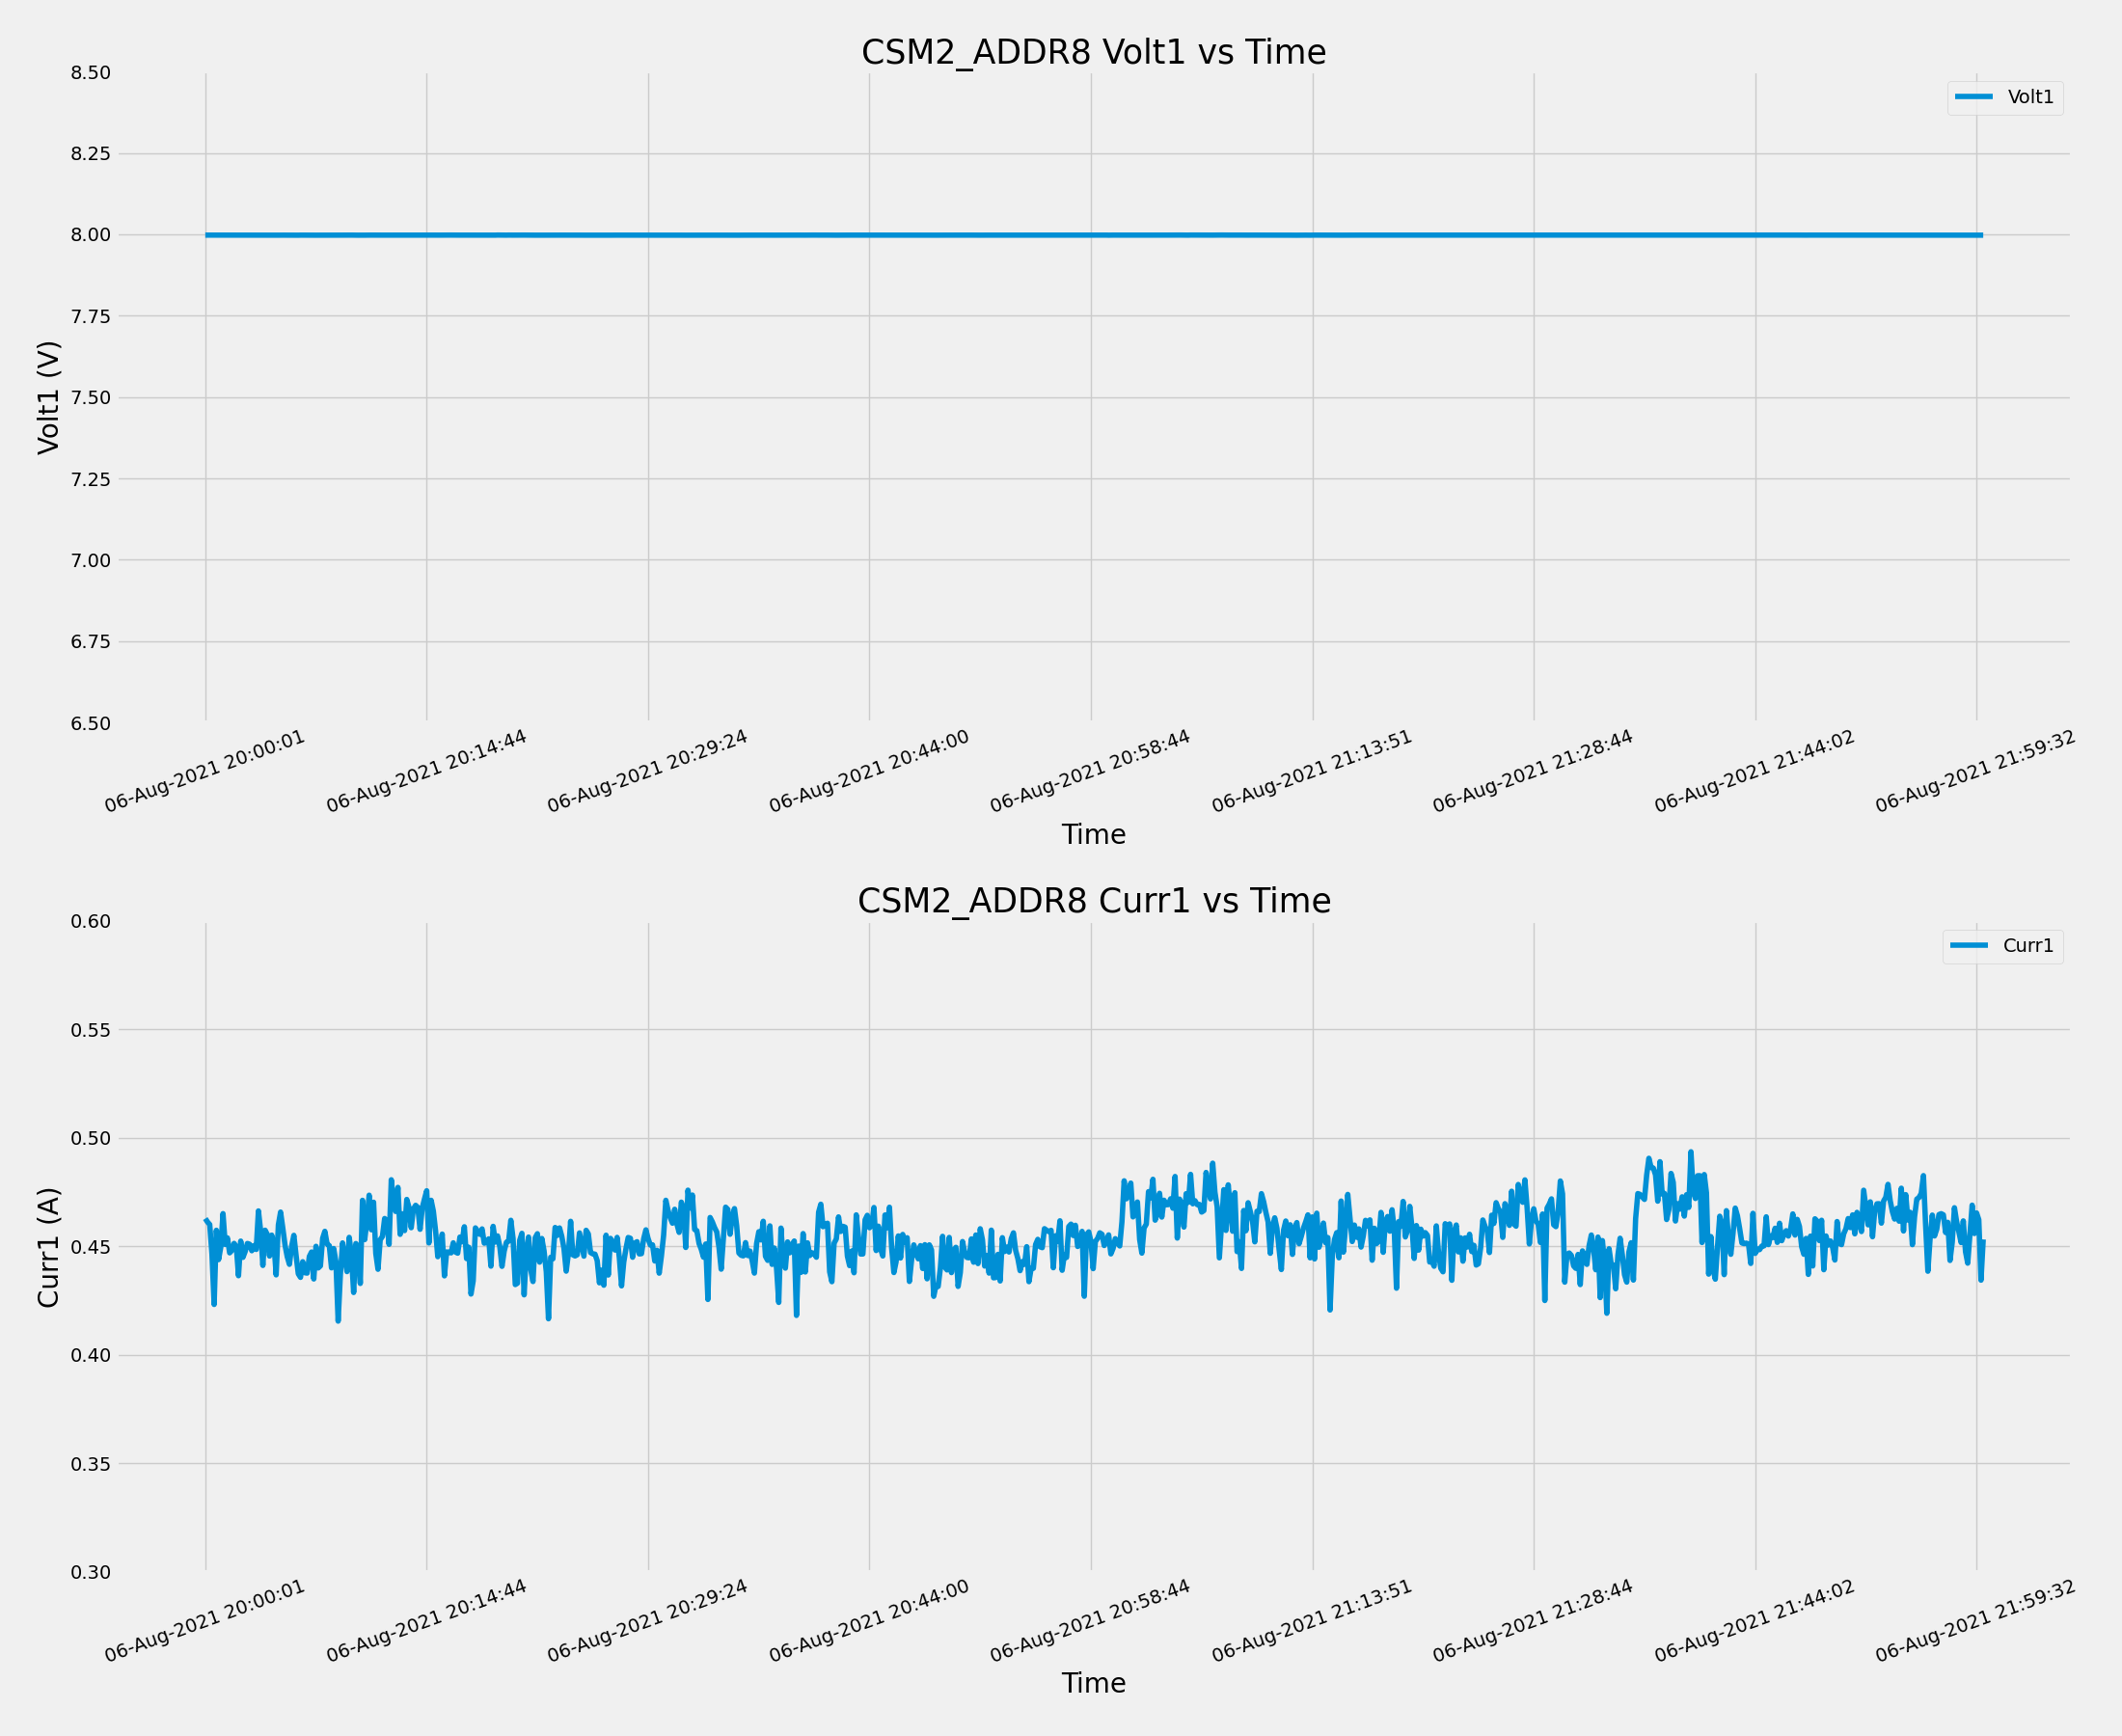 CSM2_ADDR8 Volt1 vs Time
8.50
Volt1
8.25
8.00
7.75
7.50
Volt1 (V)
7.25
7.00
6.75
6.50
06-Aug-2021 20:00:01
06-Aug-2021 20:14:44
06-Aug-2021 20:29:24
06-Aug-2021 20:44:00
06-Aug-2021 20:58:44
06-Aug-2021 21:13:51
06-Aug-2021 21:28:44
06-Aug-2021 21:44:02
06-Aug-2021 21:59:32
Time
CSM2_ADDR8 Curr1 vs Time
0.60
Curr1
0.55
0.50
0.45
Curr1 (A)
0.40
0.35
0.30
06-Aug-2021 20:00:01
06-Aug-2021 20:14:44
06-Aug-2021 20:29:24
06-Aug-2021 20:44:00
06-Aug-2021 20:58:44
06-Aug-2021 21:13:51
06-Aug-2021 21:28:44
06-Aug-2021 21:44:02
06-Aug-2021 21:59:32
Time